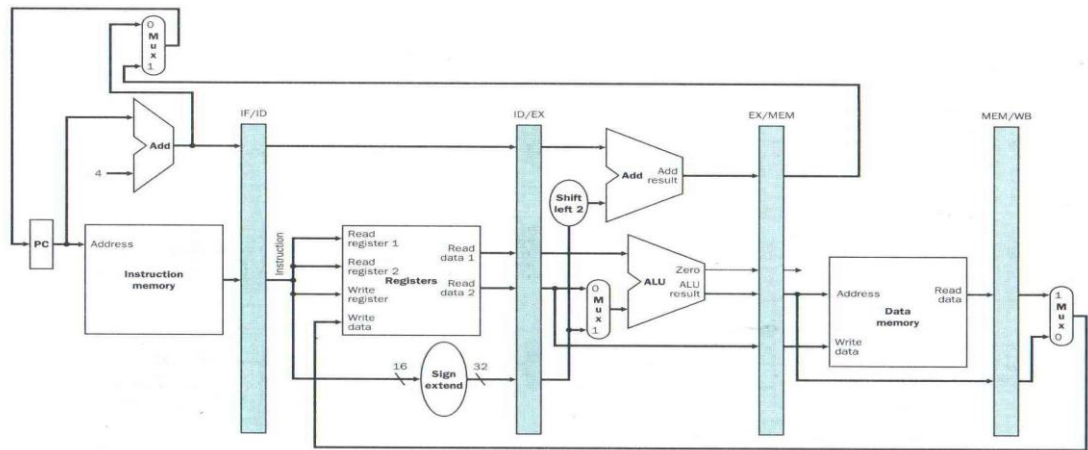 0
M
u
x
1
IF/ID
ID/EX
EX/MEM
MEM/WB
Add
4
Add
Add
result
Shift
left 2
PC
Address
Instruction
memory
Instruction
Read
register 1
Read
register 2
Write
register
Write
data
Registers
Read
data 1
Read
data 2
16
Sign
extend
32
0
M
u
x
1
ALU
Zero
ALU
result
Address
Write
data
Data
memory
Read
data
1
M
u
x
0